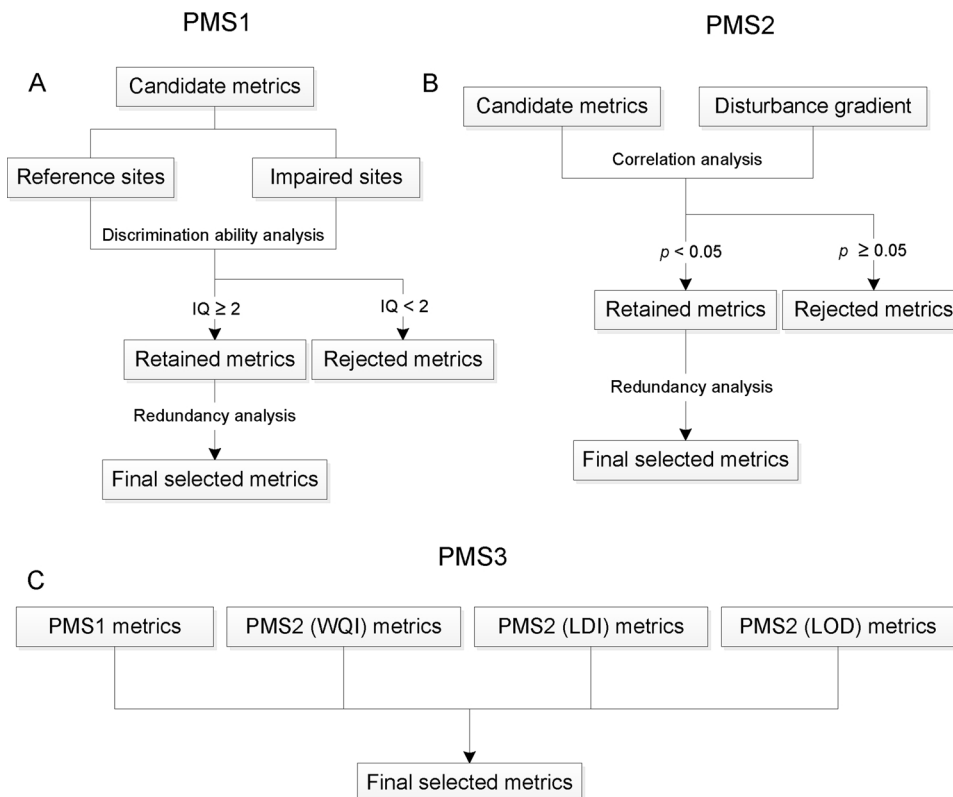 PMS1
A
Candidate metrics
Reference sites
Impaired sites
Discrimination ability analysis
IQ ≥ 2
IQ < 2
Retained metrics
Rejected metrics
Redundancy analysis
Final selected metrics
PMS2
B
Candidate metrics
Disturbance gradient
Correlation analysis
p < 0.05
p ≥ 0.05
Retained metrics
Rejected metrics
Redundancy analysis
Final selected metrics
PMS3
C
PMS1 metrics
PMS2 (WQI) metrics
PMS2 (LDI) metrics
PMS2 (LOD) metrics
Final selected metrics